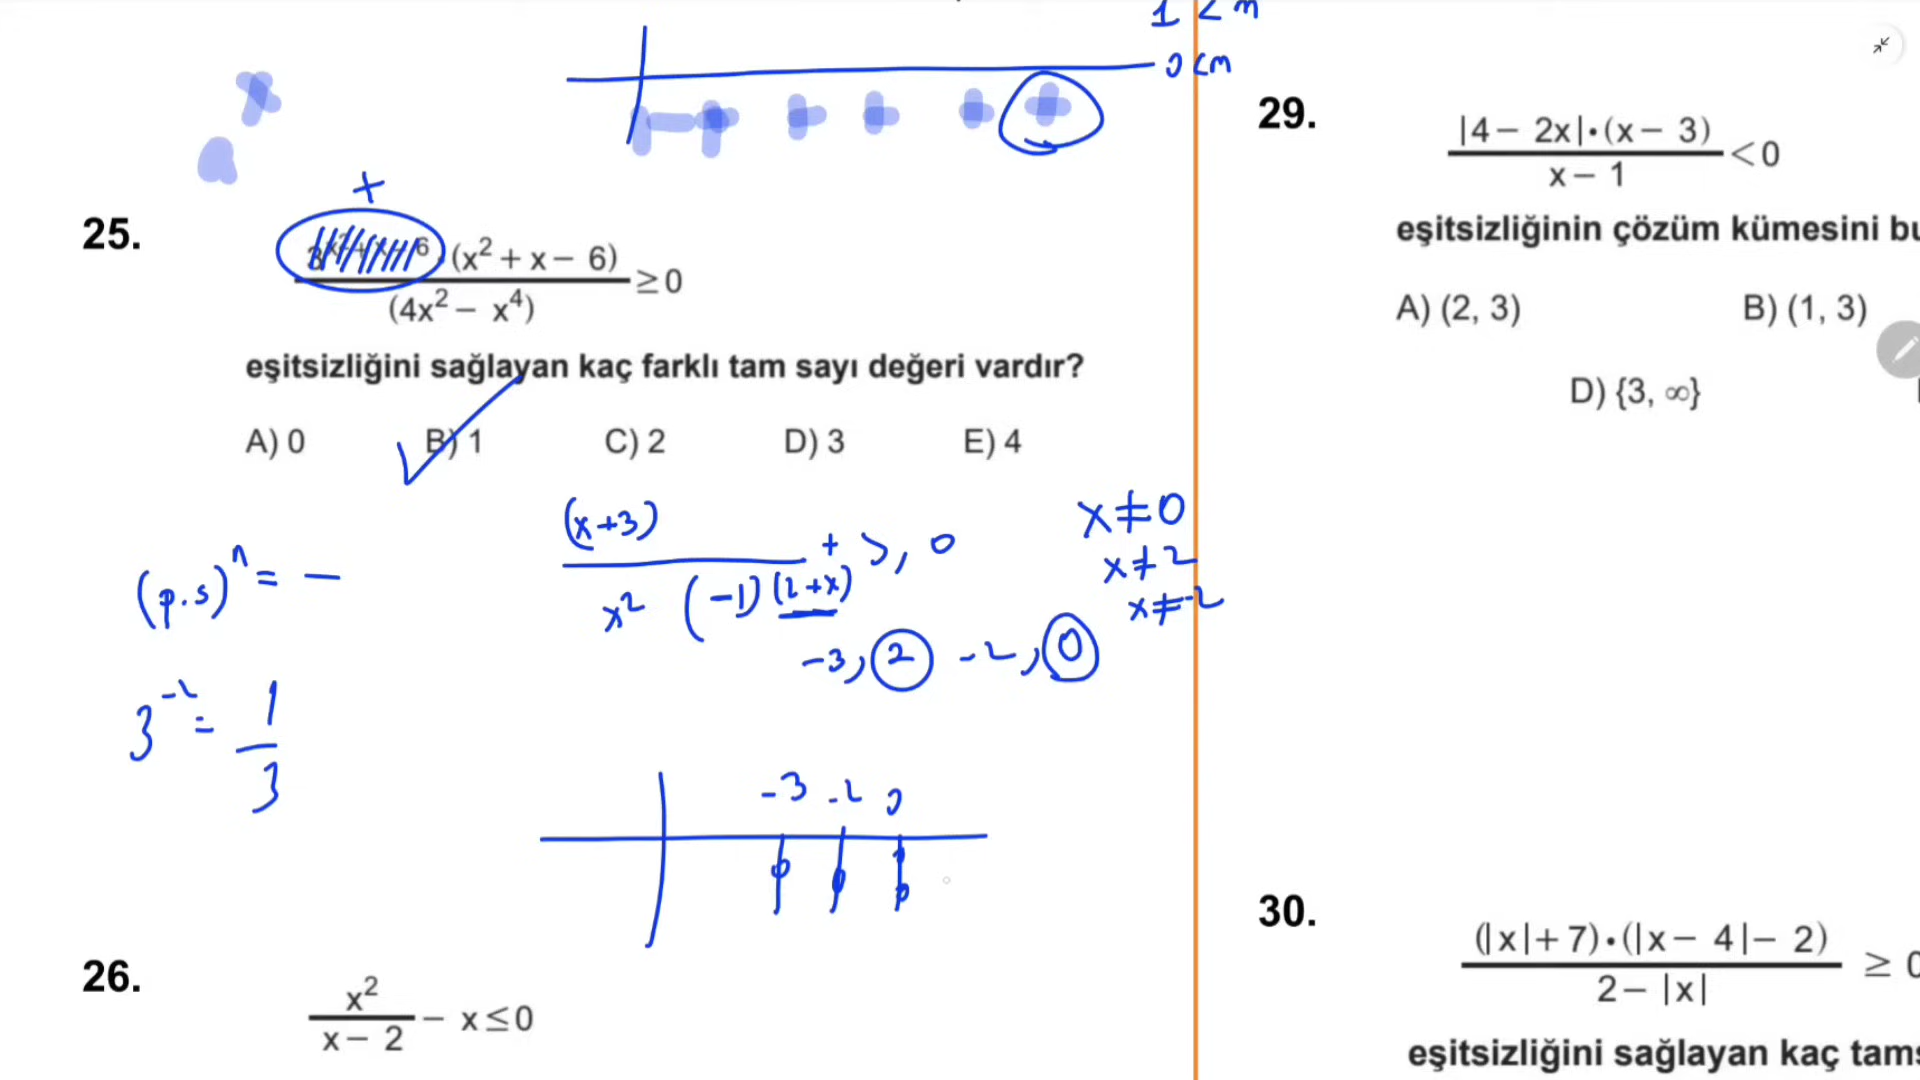 1 < m
0 < m
a x
+
25.
(x² + x − 6)
≥ 0
(4x² − x⁴)
eşitsizliğini sağlayan kaç farklı tam sayı değeri vardır?
A) 0 B) 1 C) 2 D) 3 E) 4
(p.s)ⁿ = −
3⁻² = 1/3
(x+3)
x² (−1) (2+x)
+ ≥ 0
x ≠ 0
x ≠ 2
x ≠ −2
−3, 2 −2, 0
−3 −2 0
26.
x²
x − 2
− x ≤ 0
29.
|4 − 2x|·(x − 3)
x − 1
< 0
eşitsizliğinin çözüm kümesini bu
A) (2, 3) B) (1, 3)
D) {3, ∞}
30.
(|x| + 7)·(|x − 4| − 2)
2 − |x|
≥ 0
eşitsizliğini sağlayan kaç tams